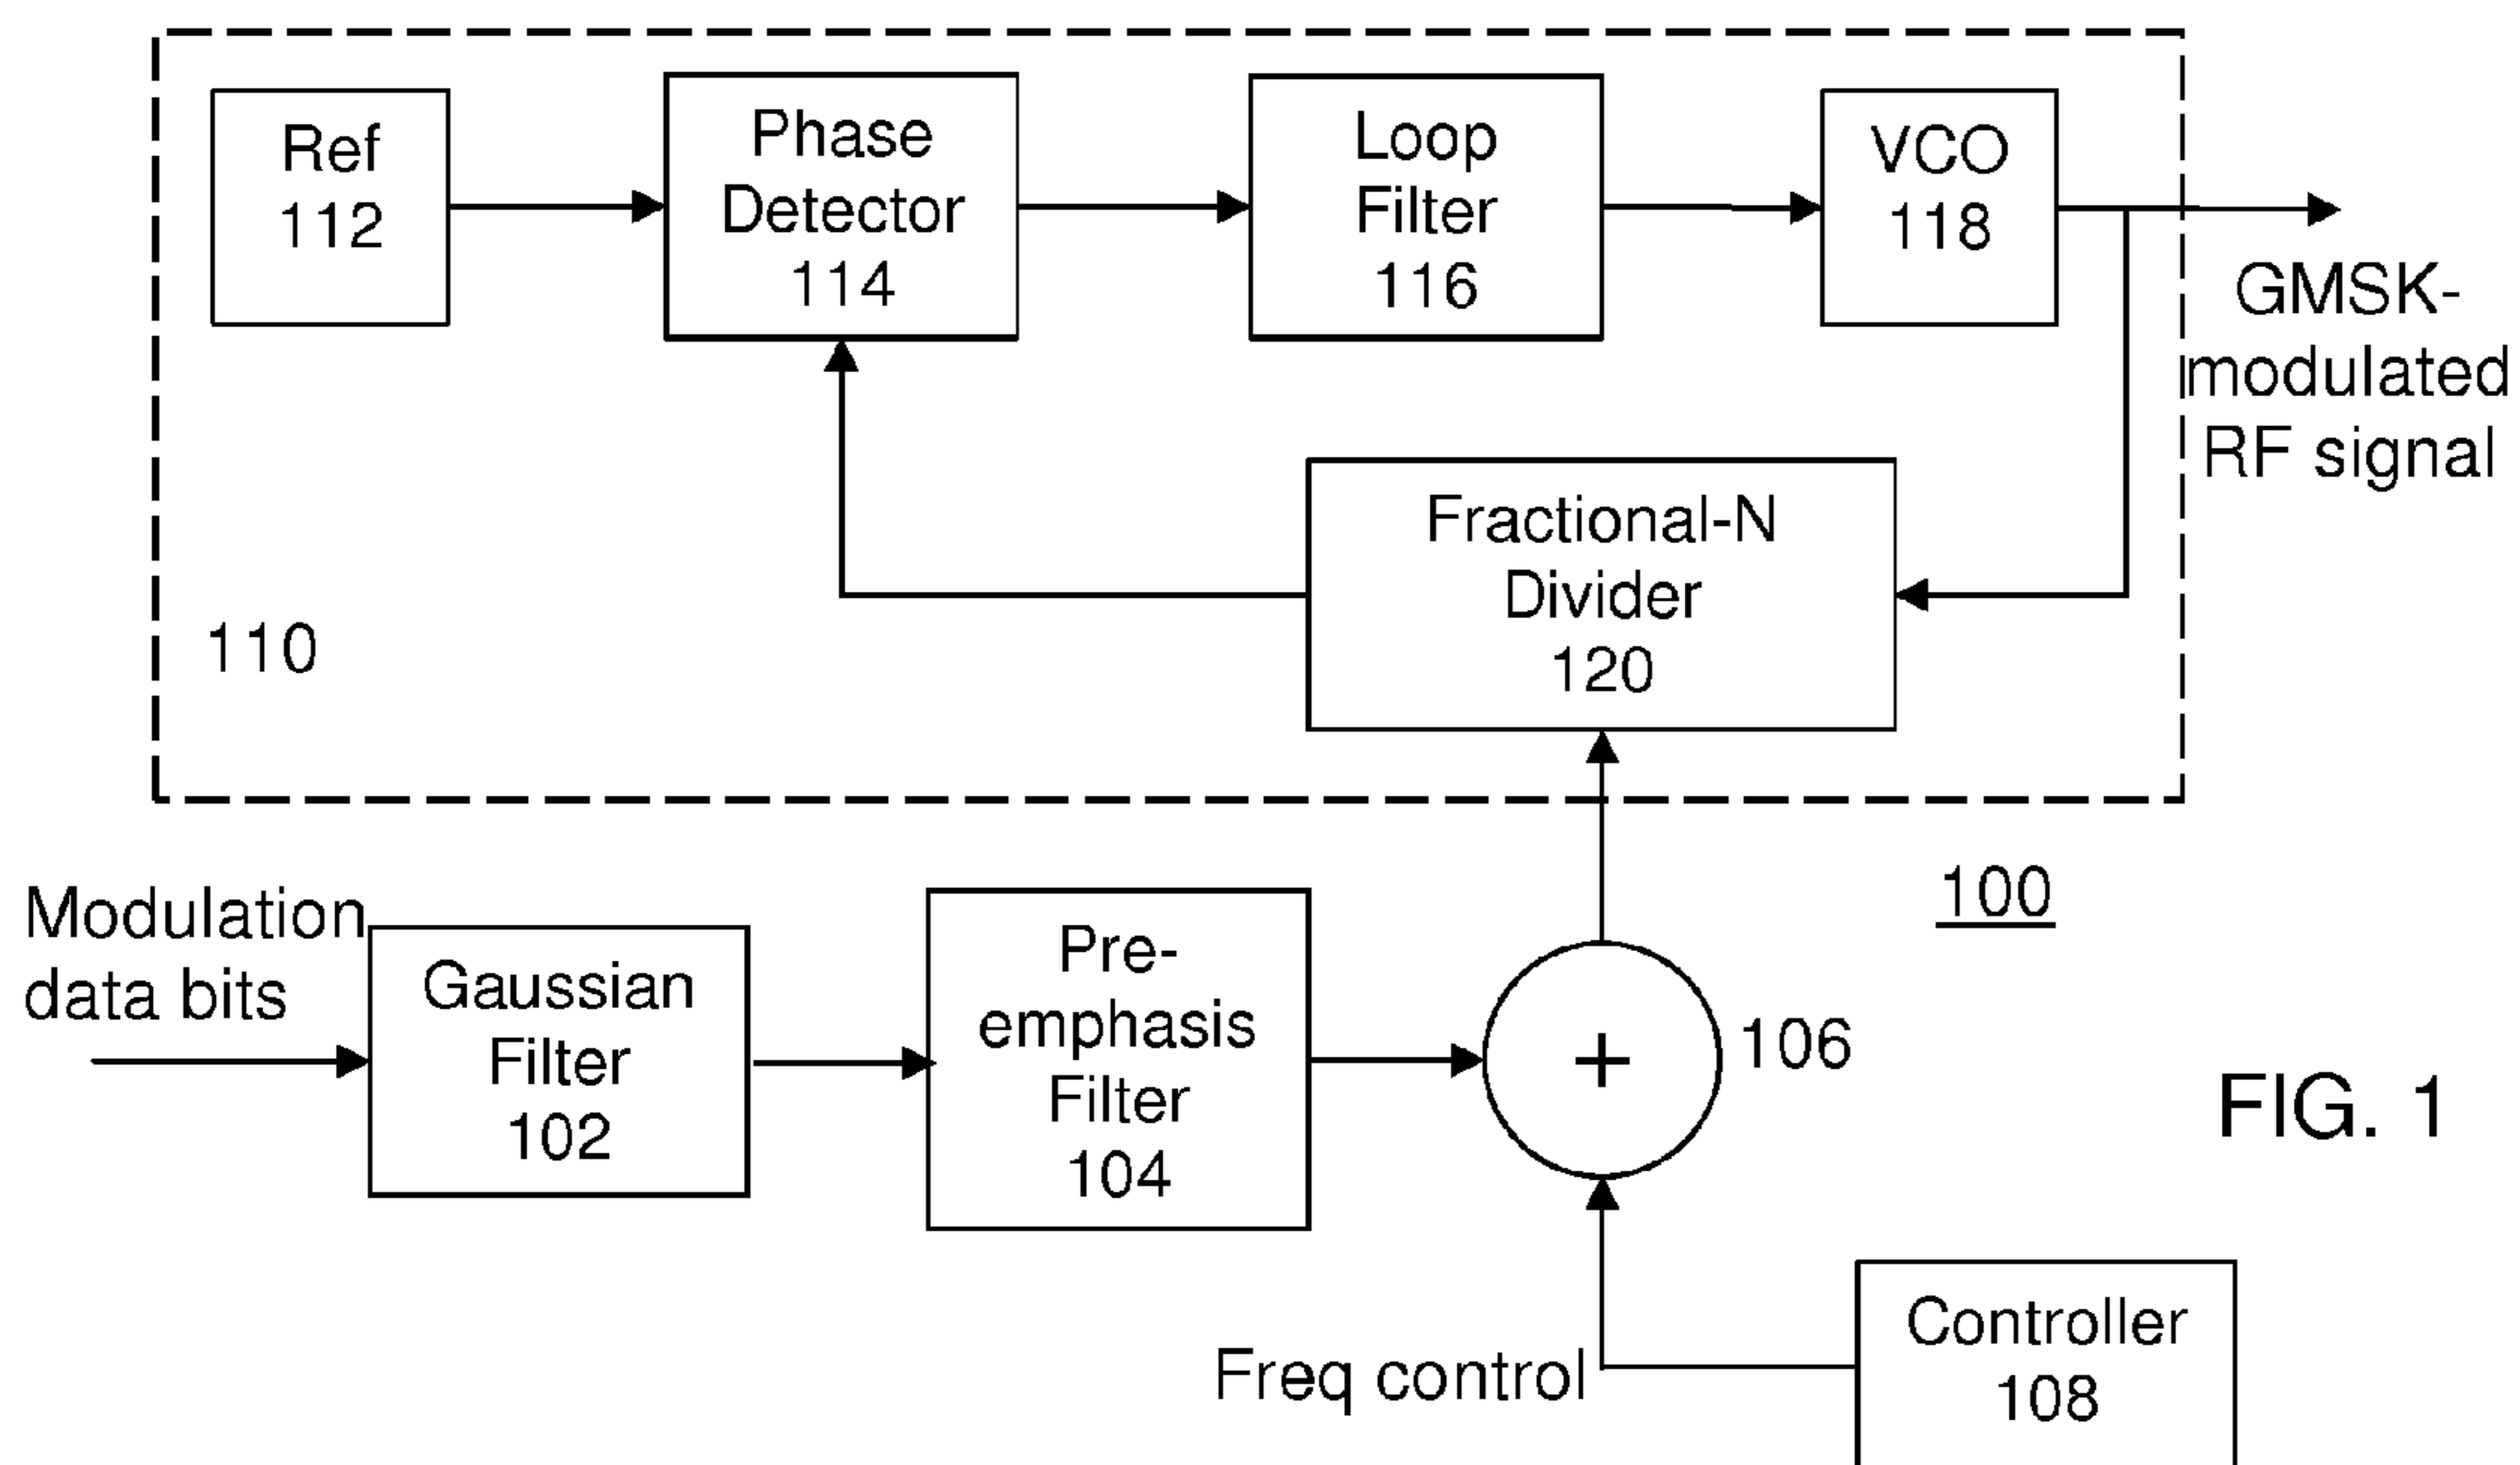 Ref
112
Phase
Detector
114
Loop
Filter
116
VCO
118
GMSK-
modulated
RF signal
Fractional-N
Divider
120
110
Modulation
data bits
Gaussian
Filter
102
Pre-
emphasis
Filter
104
+
106
100
FIG. 1
Freq control
Controller
108